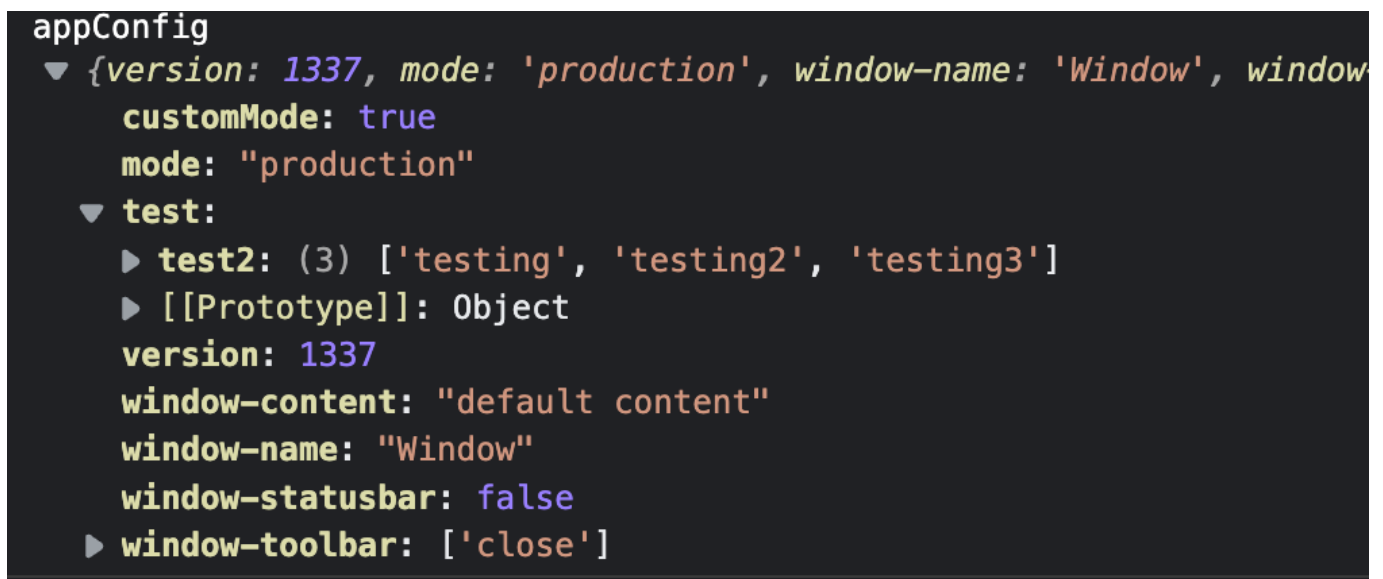 appConfig
{version: 1337, mode: 'production', window-name: 'Window', window-
customMode: true
mode: "production"
test:
test2: (3) ['testing', 'testing2', 'testing3']
[[Prototype]]: Object
version: 1337
window-content: "default content"
window-name: "Window"
window-statusbar: false
window-toolbar: ['close']